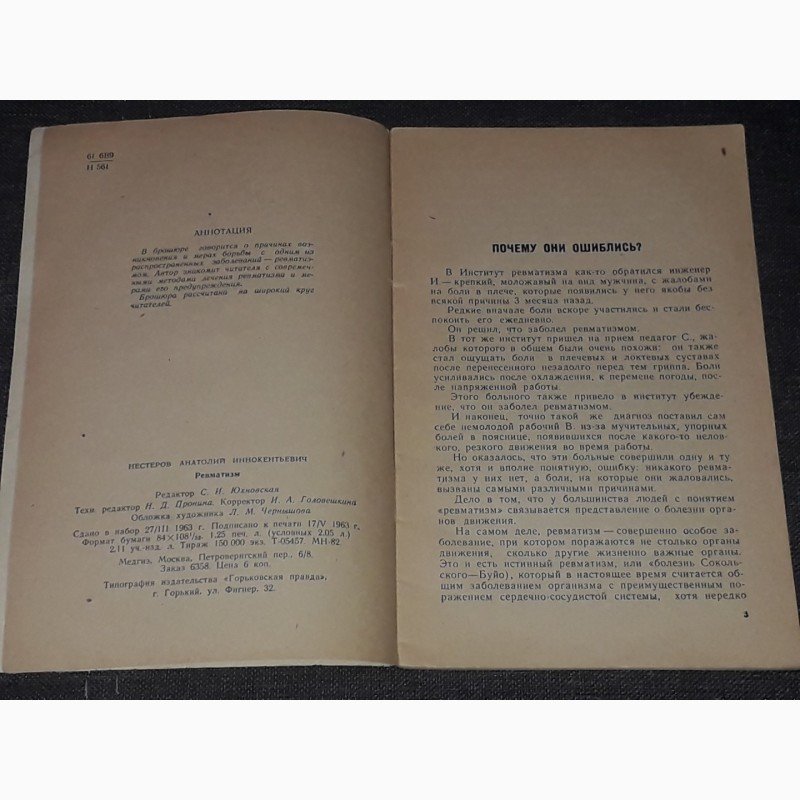 61 6П9
Н 561
АННОТАЦИЯ
В брошюре говорится о причинах воз-
никновения и мерах борьбы с одним из
распространенных заболеваний — ревматиз-
мом. Автор знакомит читателя с современ-
ными методами лечения ревматизма и ме-
рами его предупреждения.
Брошюра рассчитана на широкий круг
читателей.
НЕСТЕРОВ АНАТОЛИЙ ИННОКЕНТЬЕВИЧ
Ревматизм
Редактор С. И. Юхновская
Техн. редактор Н. Д. Пронина. Корректор И. А. Головешкина
Обложка художника Л. М. Чернышова
Сдано в набор 27/III 1963 г. Подписано к печати 17/V 1963 г.
Формат бумаги 84×108 1/32. 1,25 печ. л. (условных 2,05 л.)
2,11 уч.-изд. л. Тираж 150 000 экз. Т-05457. МН-82.
Медгиз, Москва, Петроверигский пер., 6/8.
Заказ 6358. Цена 6 коп.
Типография издательства «Горьковская правда»,
г. Горький, ул. Фигнер, 32.
ПОЧЕМУ ОНИ ОШИБЛИСЬ?
В Институт ревматизма как-то обратился инженер
И — крепкий, моложавый на вид мужчина, с жалобами
на боли в плече, которые появились у него якобы без
всякой причины 3 месяца назад.
Редкие вначале боли вскоре участились и стали бес-
покоить его ежедневно.
Он решил, что заболел ревматизмом.
В тот же институт пришел на прием педагог С., жа-
лобы которого в общем были очень похожи: он также
стал ощущать боли в плечевых и локтевых суставах
после перенесенного незадолго перед тем гриппа. Боли
усиливались после охлаждения, к перемене погоды, пос-
ле напряженной работы.
Этого больного также привело в институт убежде-
ние, что он заболел ревматизмом.
И наконец, точно такой же диагноз поставил сам
себе немолодой рабочий В. из-за мучительных, упорных
болей в пояснице, появившихся после какого-то неловк-
кого, резкого движения во время работы.
Но оказалось, что эти больные совершили одну и ту
же, хотя и вполне понятную, ошибку: никакого ревма-
тизма у них нет, а боли, на которые они жаловались,
вызваны самыми различными причинами.
Дело в том, что у большинства людей с понятием
«ревматизм» связывается представление о болезни орга-
нов движения.
На самом деле, ревматизм — совершенно особое за-
болевание, при котором поражаются не столько органы
движения, сколько другие жизненно важные органы.
Это и есть истинный ревматизм, или «болезнь Соколь-
ского—Буйо», который в настоящее время считается об-
щим заболеванием организма с преимущественным по-
ражением сердечно-сосудистой системы, хотя нередко
3